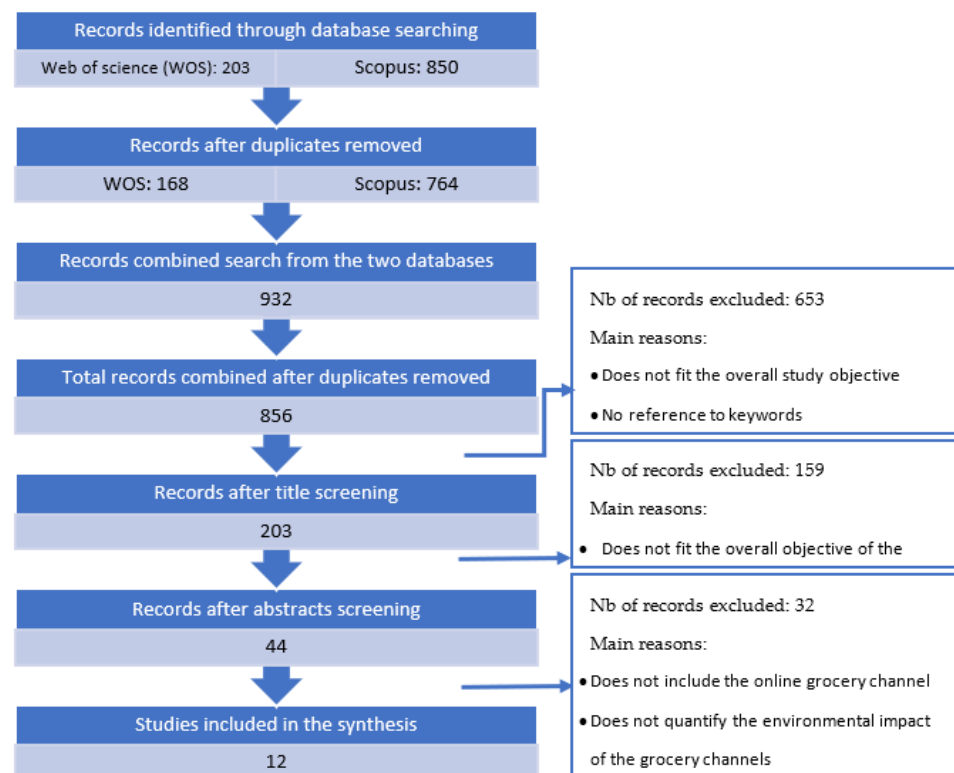 Records identified through database searching
Web of science (WOS): 203
Scopus: 850
Records after duplicates removed
WOS: 168
Scopus: 764
Records combined search from the two databases
932
Total records combined after duplicates removed
856
Nb of records excluded: 653
Main reasons:
• Does not fit the overall study objective
• No reference to keywords
Records after title screening
203
Nb of records excluded: 159
Main reasons:
• Does not fit the overall objective of the
Records after abstracts screening
44
Nb of records excluded: 32
Main reasons:
• Does not include the online grocery channel
• Does not quantify the environmental impact
of the grocery channels
Studies included in the synthesis
12